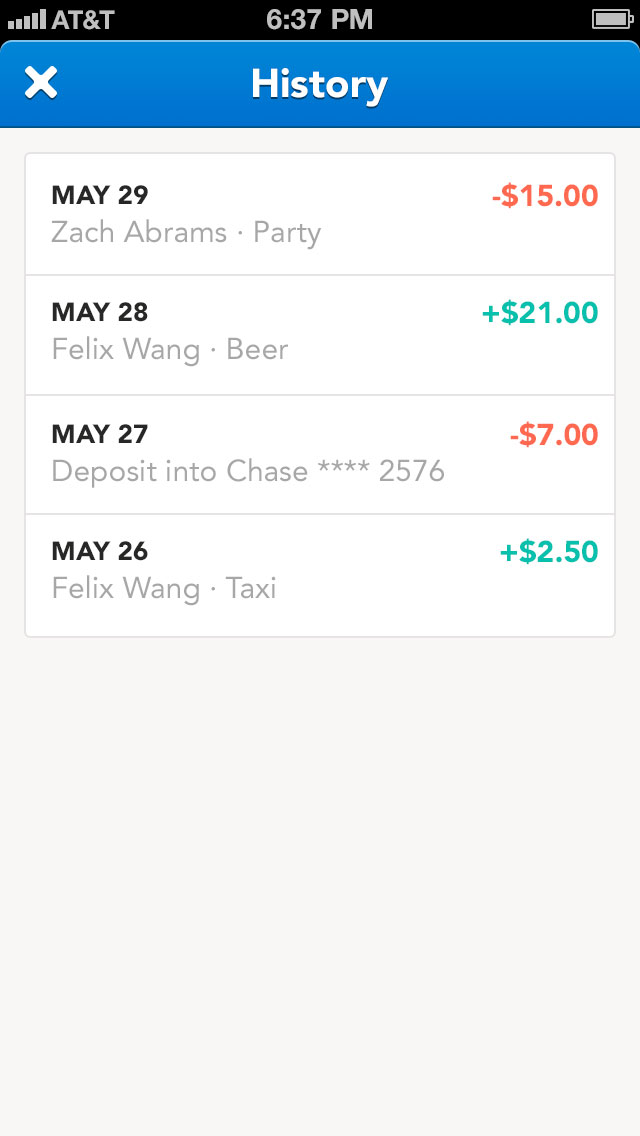 AT&T 6:37 PM
History
MAY 29 -$15.00
Zach Abrams · Party
MAY 28 +$21.00
Felix Wang · Beer
MAY 27 -$7.00
Deposit into Chase **** 2576
MAY 26 +$2.50
Felix Wang · Taxi